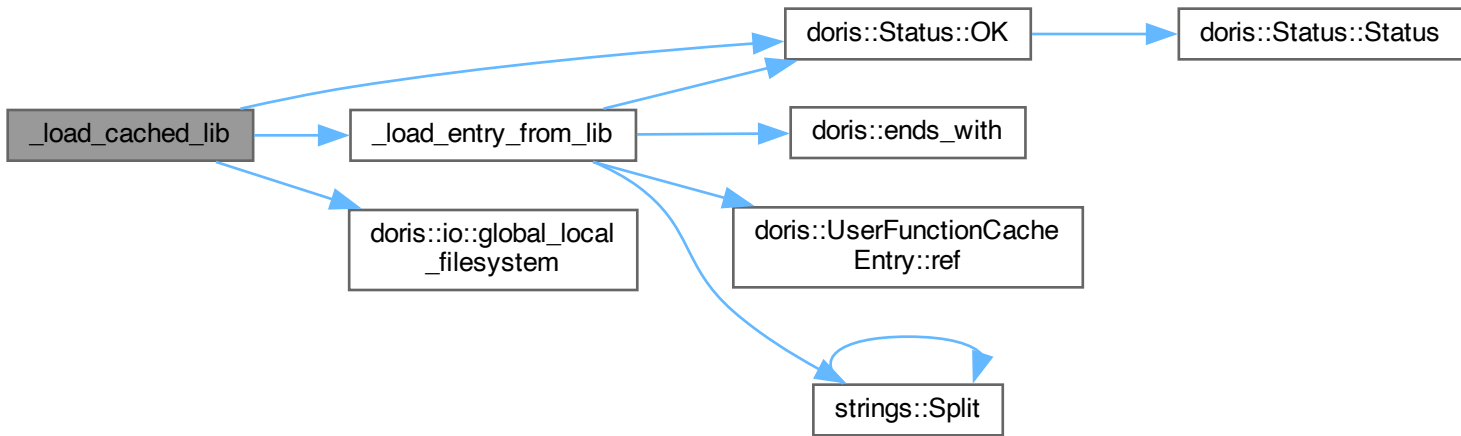 _load_cached_lib
_load_entry_from_lib
doris::io::global_local
_filesystem
doris::Status::OK
doris::ends_with
doris::UserFunctionCache
Entry::ref
strings::Split
doris::Status::Status